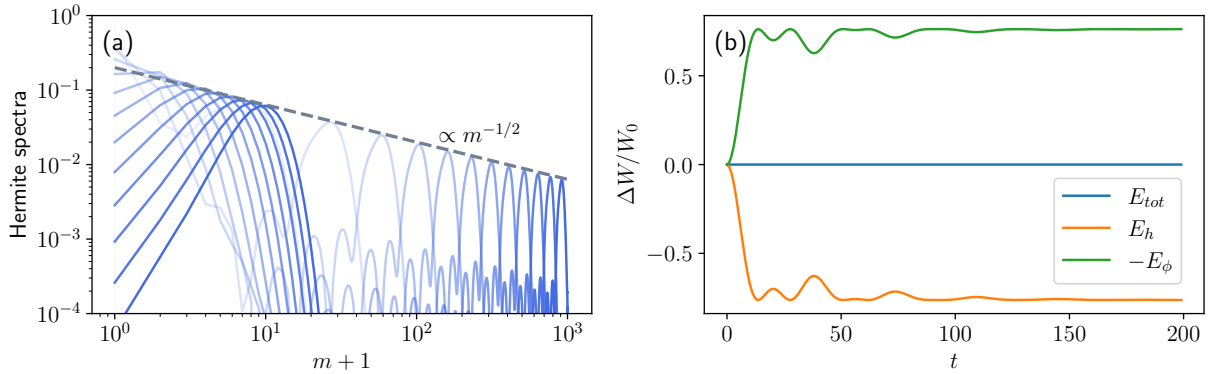 (a)
Hermite spectra
10^0
10^{-1}
10^{-2}
10^{-3}
10^{-4}
∝ m^{-1/2}
10^0 10^1 10^2 10^3
m + 1
(b)
ΔW/W_0
0.5
0.0
−0.5
E_{tot}
E_h
−E_ϕ
0 50 100 150 200
t